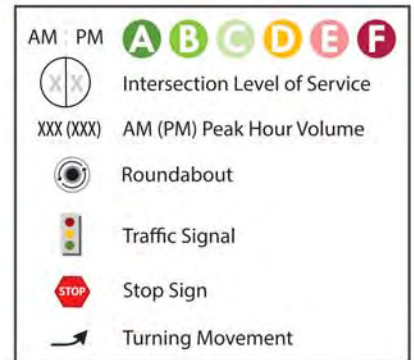 AM PM A B C D E F
X X Intersection Level of Service
XXX (XXX) AM (PM) Peak Hour Volume
Roundabout
Traffic Signal
STOP Stop Sign
Turning Movement